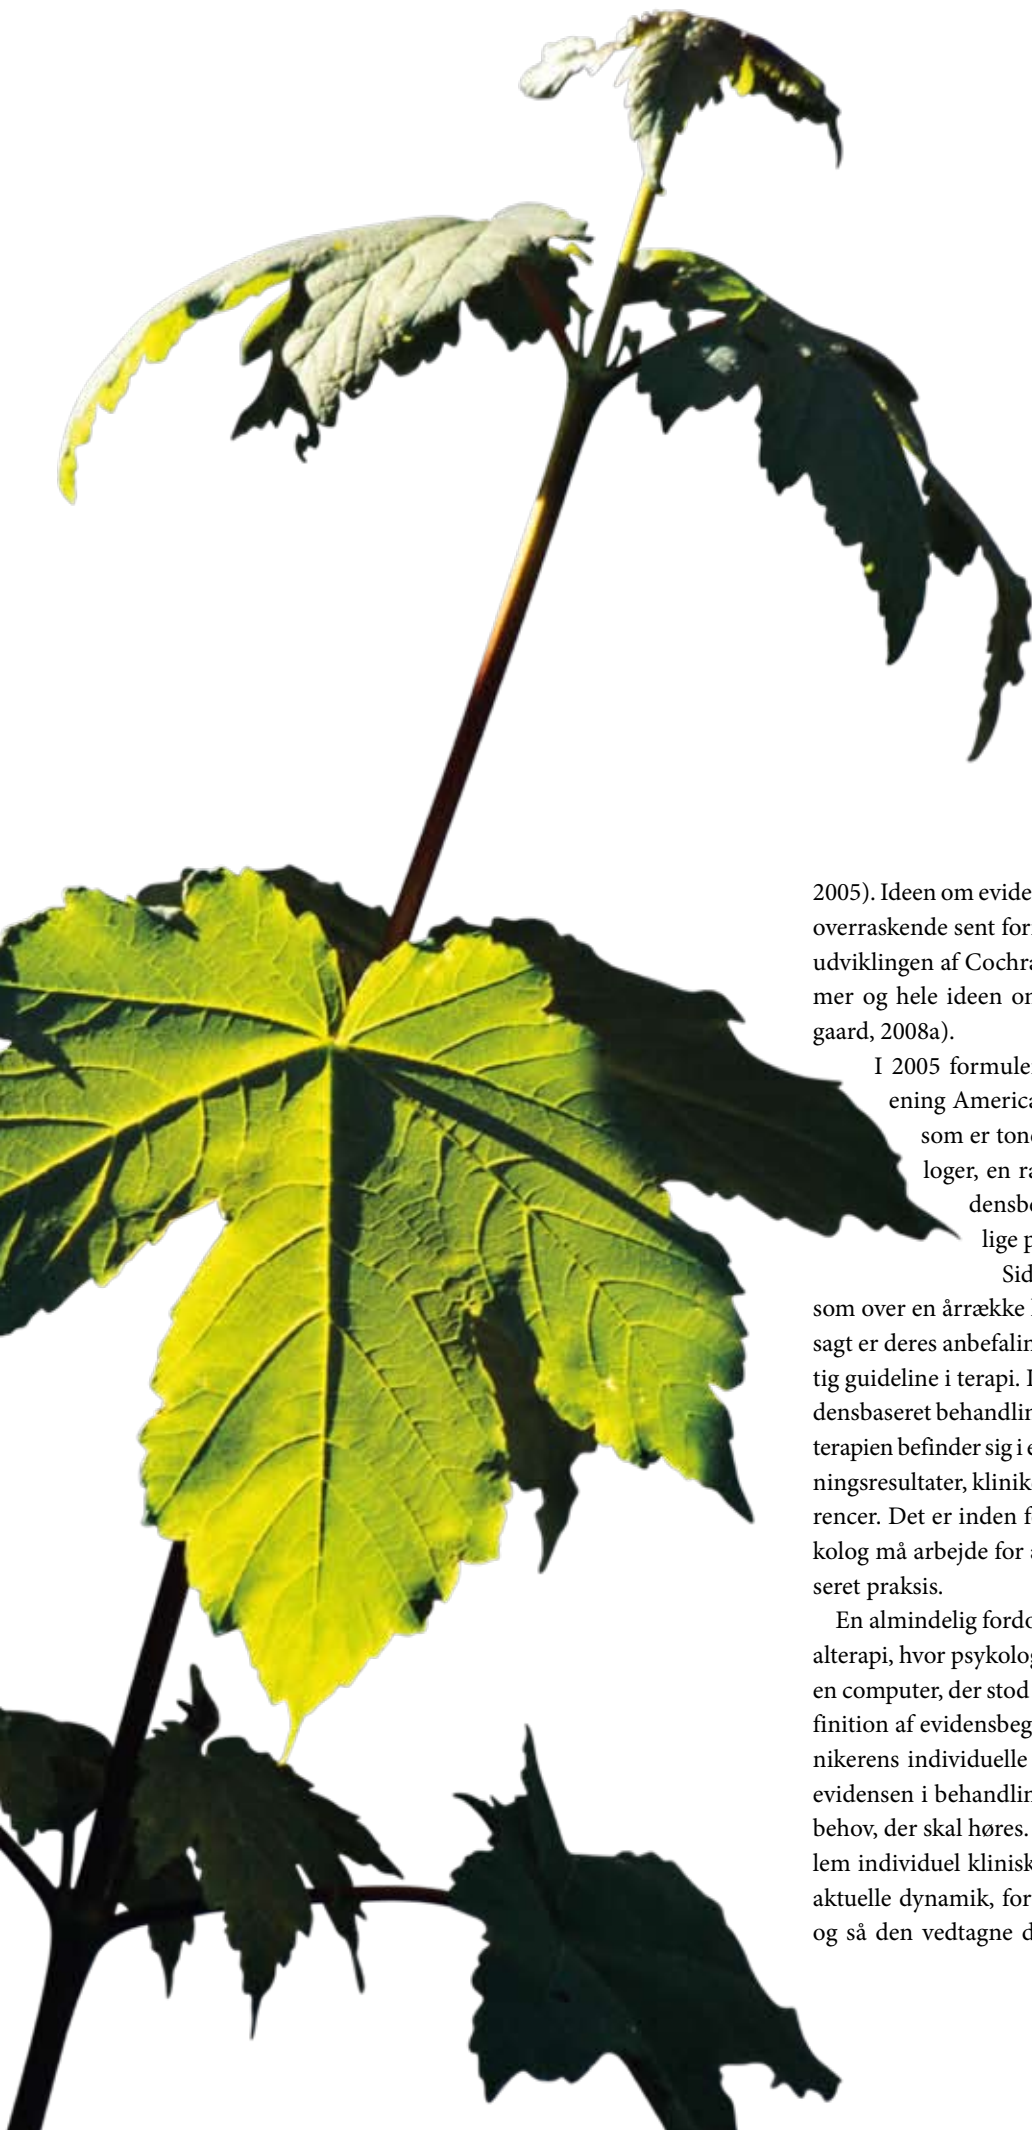 2005). Ideen om evide
overraskende sent for
udviklingen af Cochra
mer og hele ideen o
gaard, 2008a).
I 2005 formule
ening America
som er ton
loger, en ra
densbe
lige p
Sid
som over en årrække
sagt er deres anbefalin
tig guideline i terapi. I
densbaseret behandlin
terapien befinder sig i e
ningsresultater, klinik
rencer. Det er inden f
kolog må arbejde for a
seret praksis.
En almindelig fordo
alterapi, hvor psykolog
en computer, der stod
finition af evidensbeg
nikerens individuelle
evidensen i behandlin
behov, der skal høres.
lem individuel klinisk
aktuelle dynamik, for
og så den vedtagne d